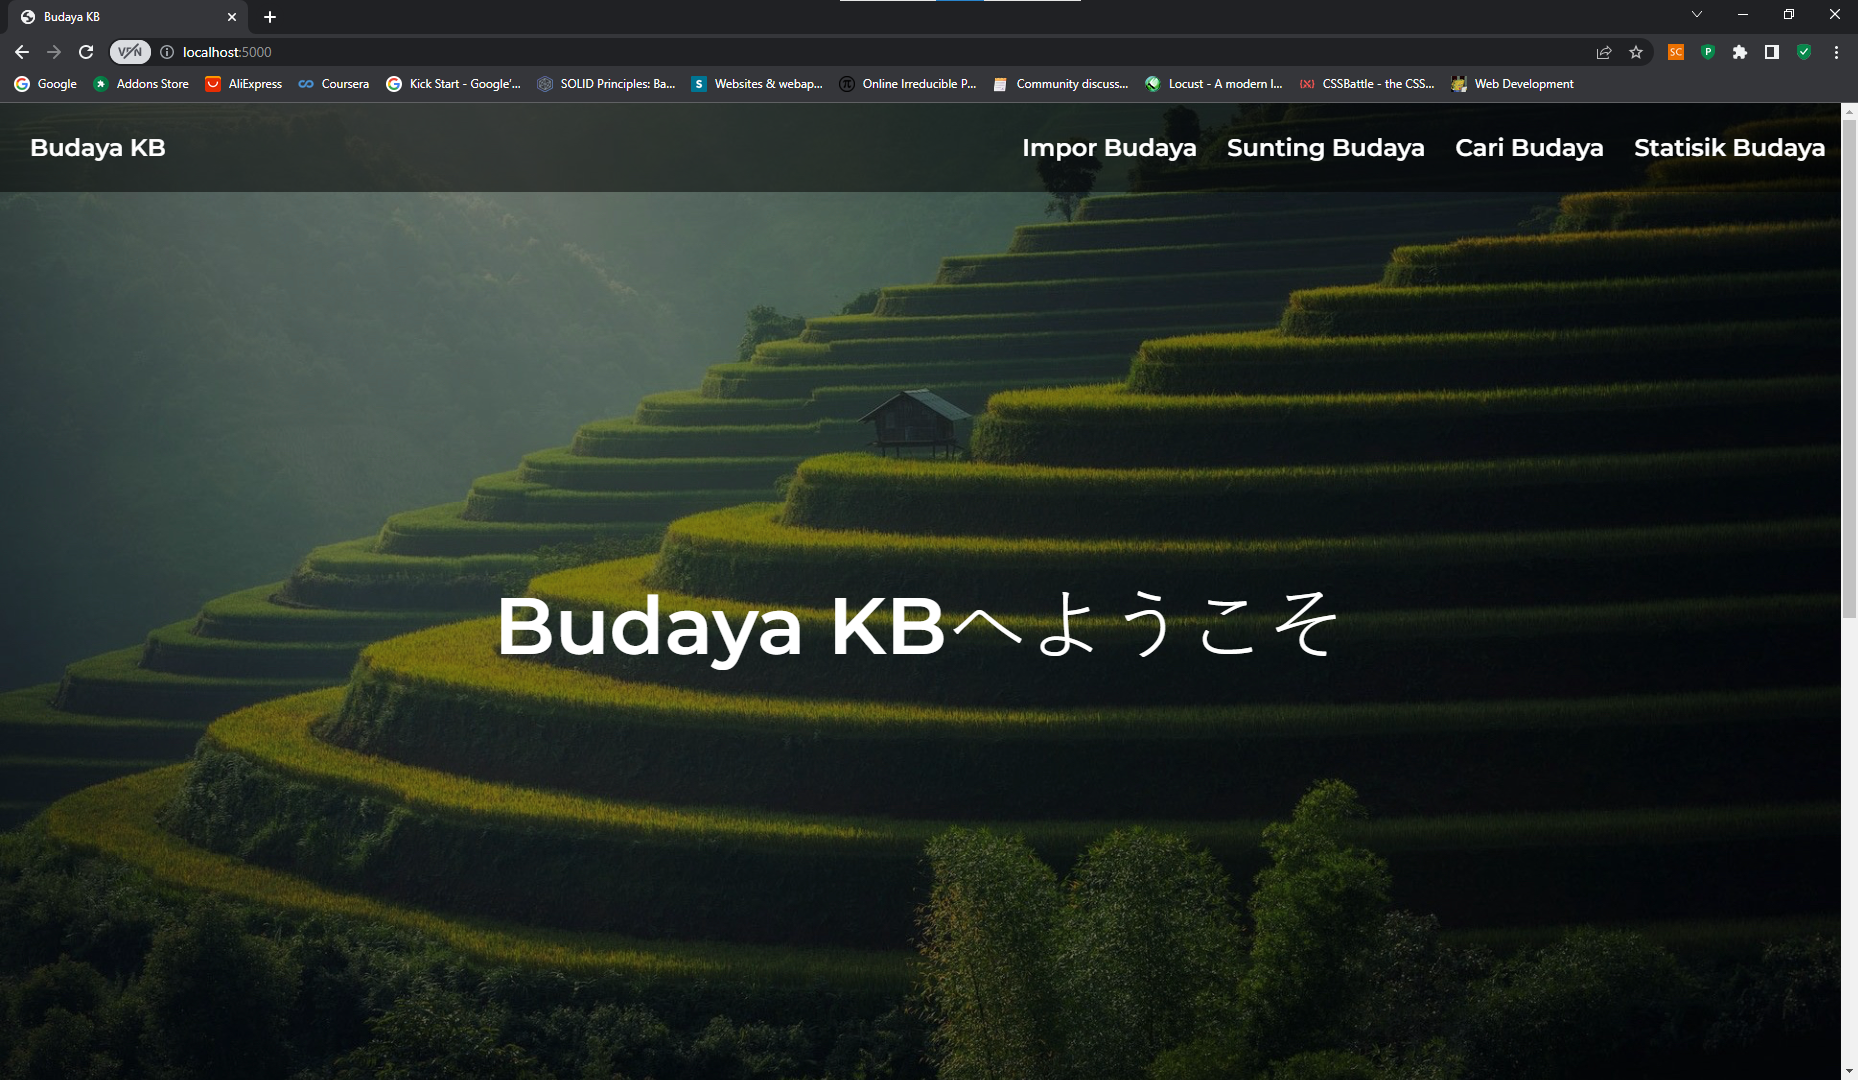 Budaya KB
VPN
localhost:5000
SC
P
Google
Addons Store
AliExpress
Coursera
Kick Start - Google'...
SOLID Principles: Ba...
S
Websites & webap...
π
Online Irreducible P...
Community discuss...
Locust - A modern l...
{X}
CSSBattle - the CSS...
Web Development
Budaya KB
Impor Budaya
Sunting Budaya
Cari Budaya
Statisik Budaya
Budaya KBへようこそ